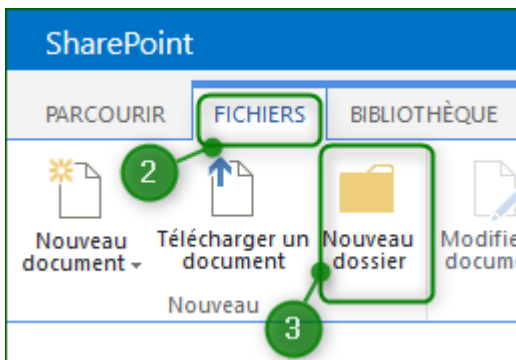 SharePoint
PARCOURIR FICHIERS BIBLIOTHÈQUE
2
Nouveau document
Télécharger un document
Nouveau dossier
Nouveau
3